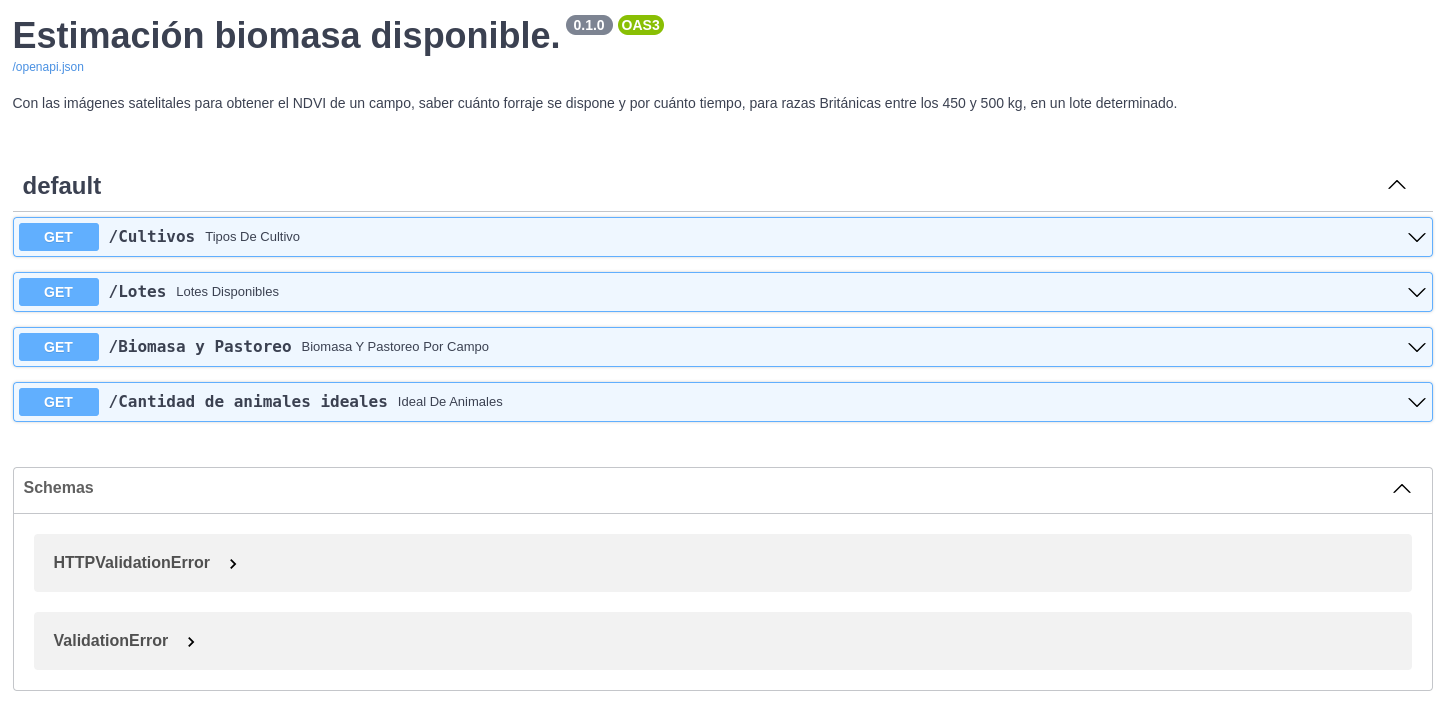 Estimación biomasa disponible. 0.1.0 OAS3
/openapi.json
Con las imágenes satelitales para obtener el NDVI de un campo, saber cuánto forraje se dispone y por cuánto tiempo, para razas Británicas entre los 450 y 500 kg, en un lote determinado.
default
GET /Cultivos Tipos De Cultivo
GET /Lotes Lotes Disponibles
GET /Biomasa y Pastoreo Biomasa Y Pastoreo Por Campo
GET /Cantidad de animales ideales Ideal De Animales
Schemas
HTTPValidationError
ValidationError